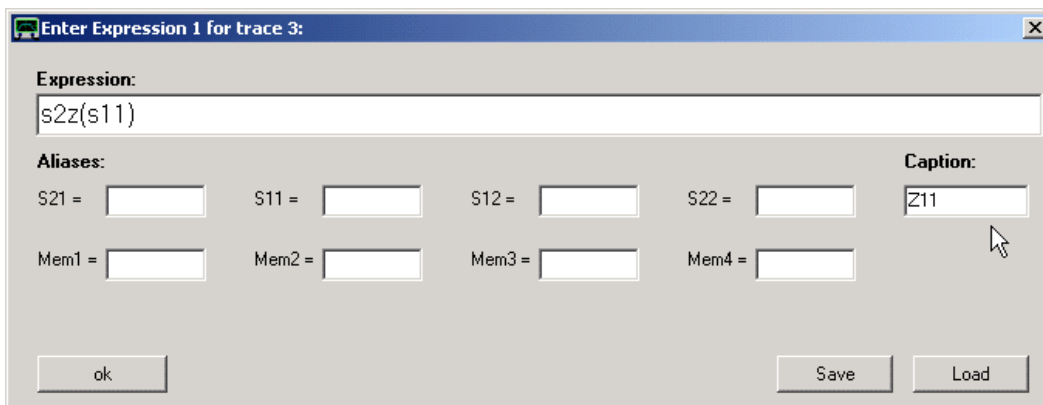 Enter Expression 1 for trace 3:
Expression:
s2z(s11)
Aliases: Caption:
S21 = S11 = S12 = S22 = Z11
Mem1 = Mem2 = Mem3 = Mem4 =
ok Save Load